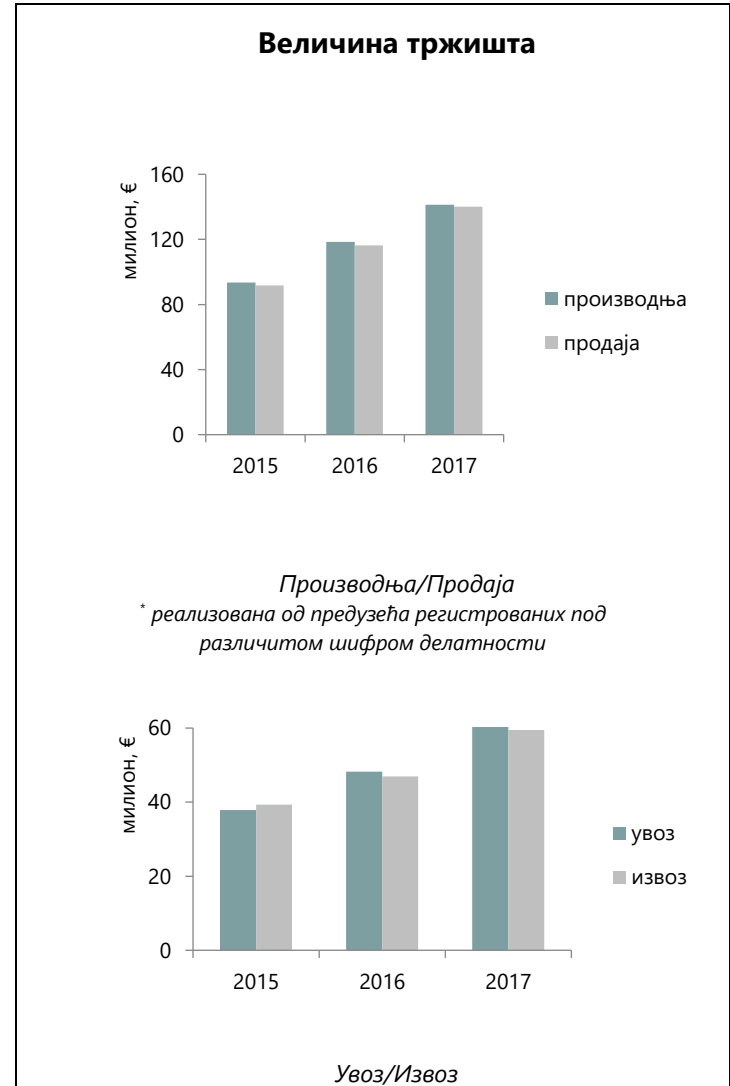 Величина тржишта
милион, €
160
120
80
40
0
2015 2016 2017
производња
продаја
Производња/Продаја
* реализована од предузећа регистрованих под
различитом шифром делатности
милион, €
60
40
20
0
2015 2016 2017
увоз
извоз
Увоз/Извоз